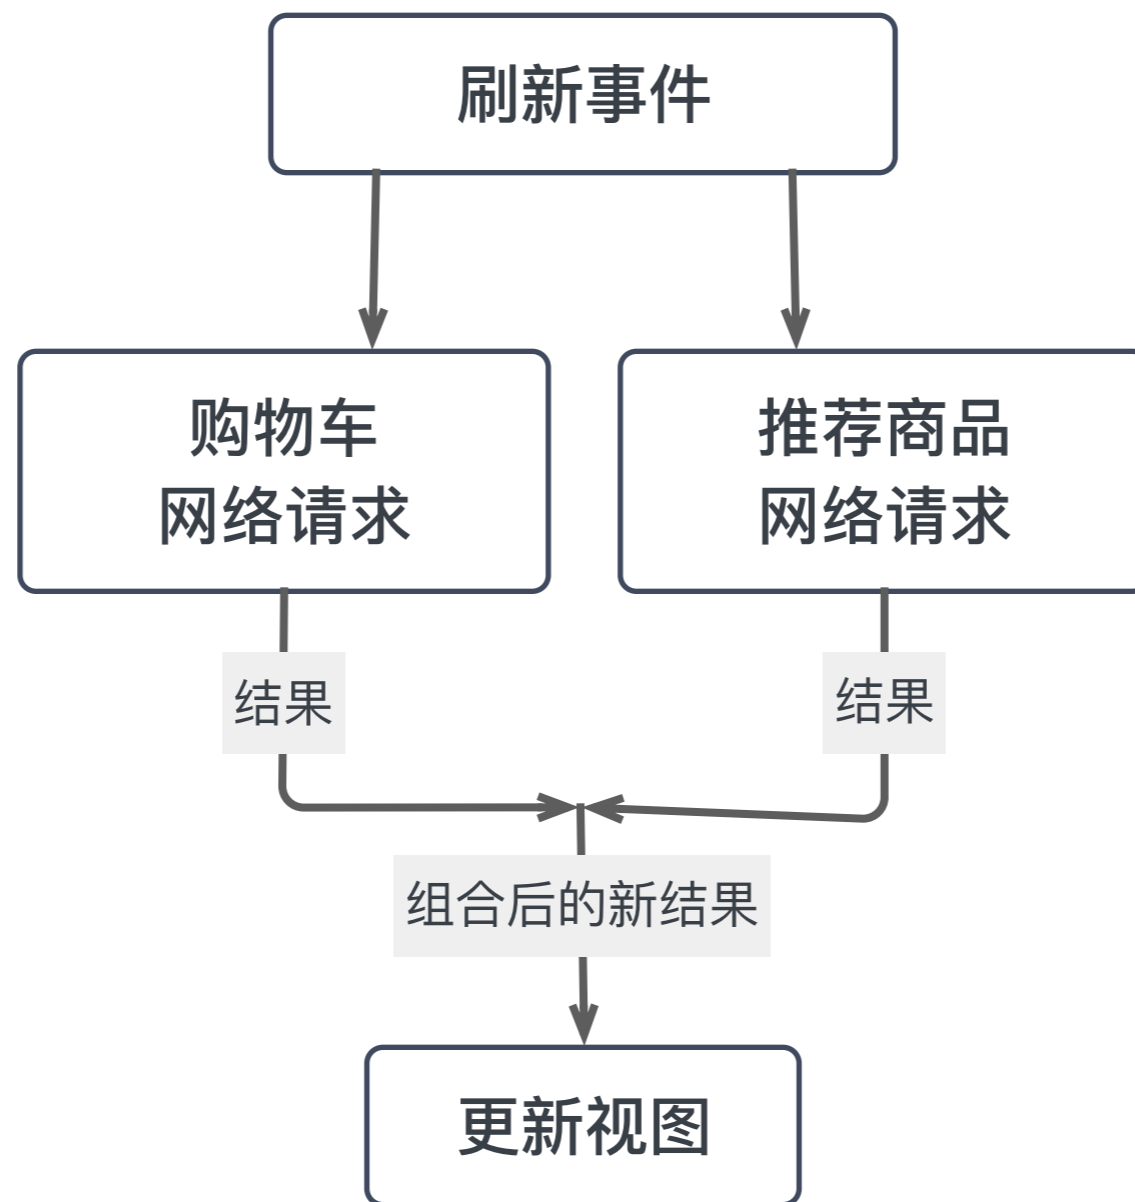 刷新事件
购物车
网络请求
推荐商品
网络请求
结果
结果
组合后的新结果
更新视图